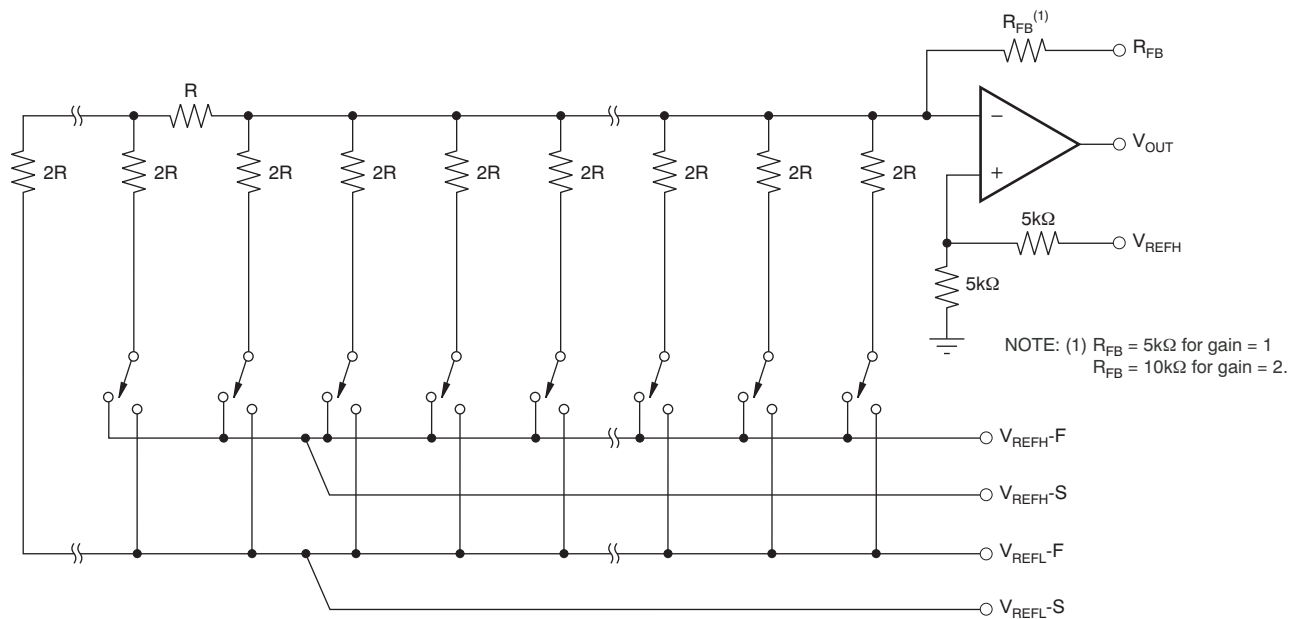 R_FB^(1)
R_FB
R
2R
2R
2R
2R
2R
2R
2R
2R
2R
−
+
V_OUT
5kΩ
V_REFH
5kΩ
NOTE: (1) R_FB = 5kΩ for gain = 1
R_FB = 10kΩ for gain = 2.
V_REFH-F
V_REFH-S
V_REFL-F
V_REFL-S